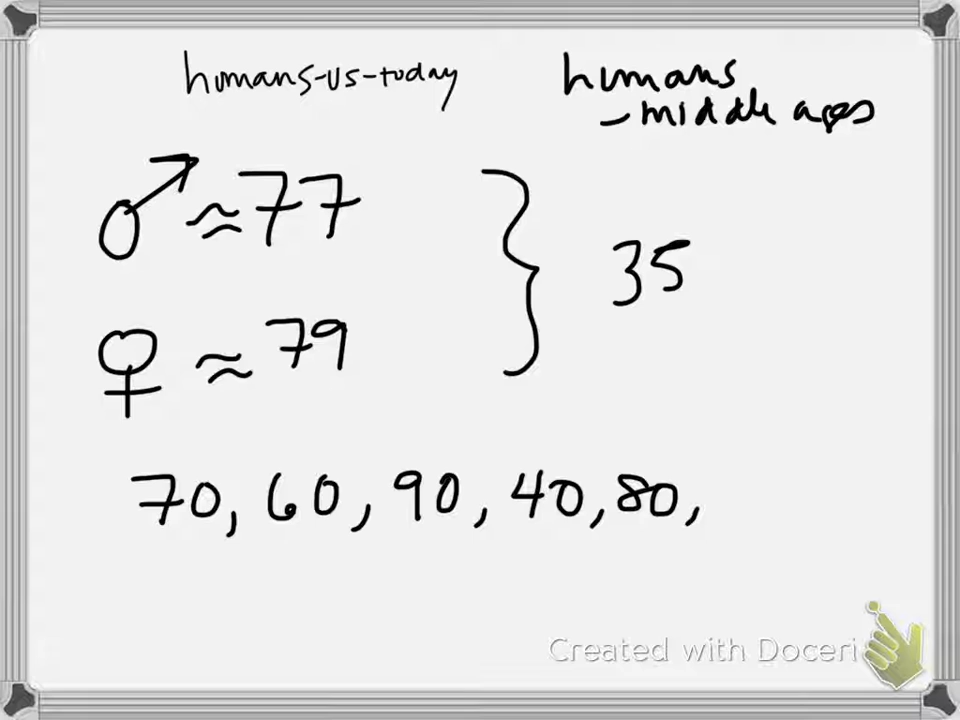 humans-us-today
humans
- middle ages
♂ ≈ 77
35
♀ ≈ 79
70, 60, 90, 40, 80,
Created with Doceri